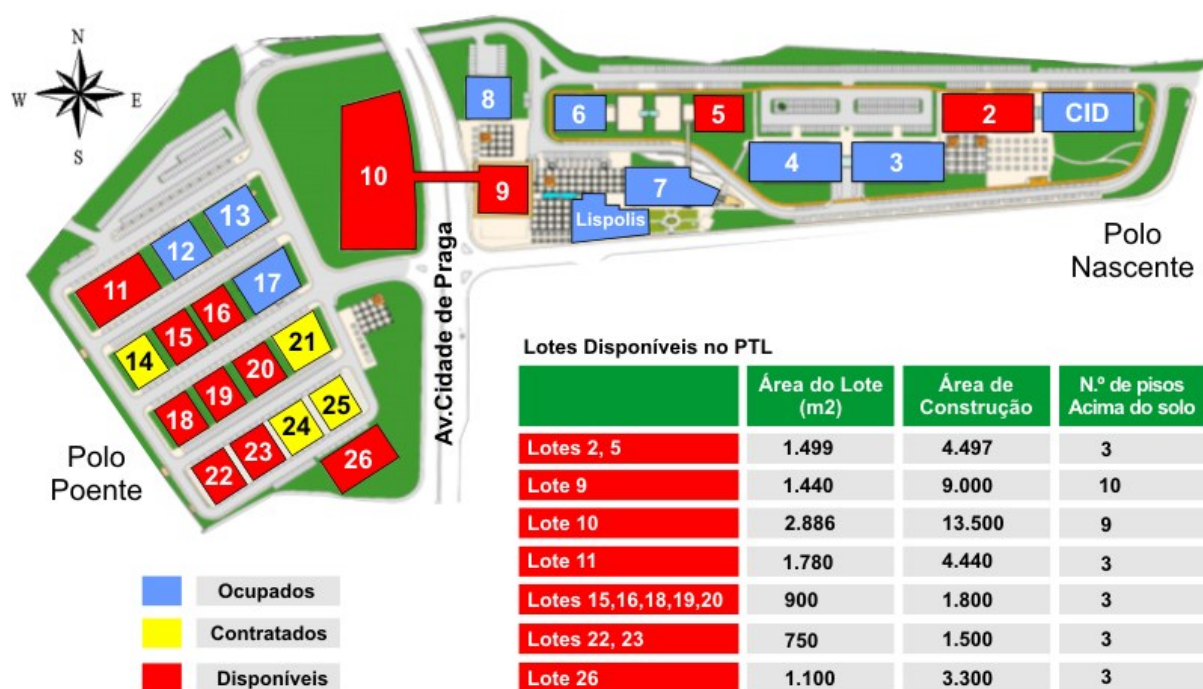 N
W E
S
8
6
5
2
CID
10
9
7
4
3
Lispolis
13
12
11
17
16
15
14
21
20
19
18
25
24
23
22
26
Av.Cidade de Praga
Polo
Nascente
Polo
Poente
Ocupados
Contratados
Disponíveis
Lotes Disponíveis no PTL
Área do Lote (m2) Área de Construção N.º de pisos Acima do solo
Lotes 2, 5 1.499 4.497 3
Lote 9 1.440 9.000 10
Lote 10 2.886 13.500 9
Lote 11 1.780 4.440 3
Lotes 15,16,18,19,20 900 1.800 3
Lotes 22, 23 750 1.500 3
Lote 26 1.100 3.300 3